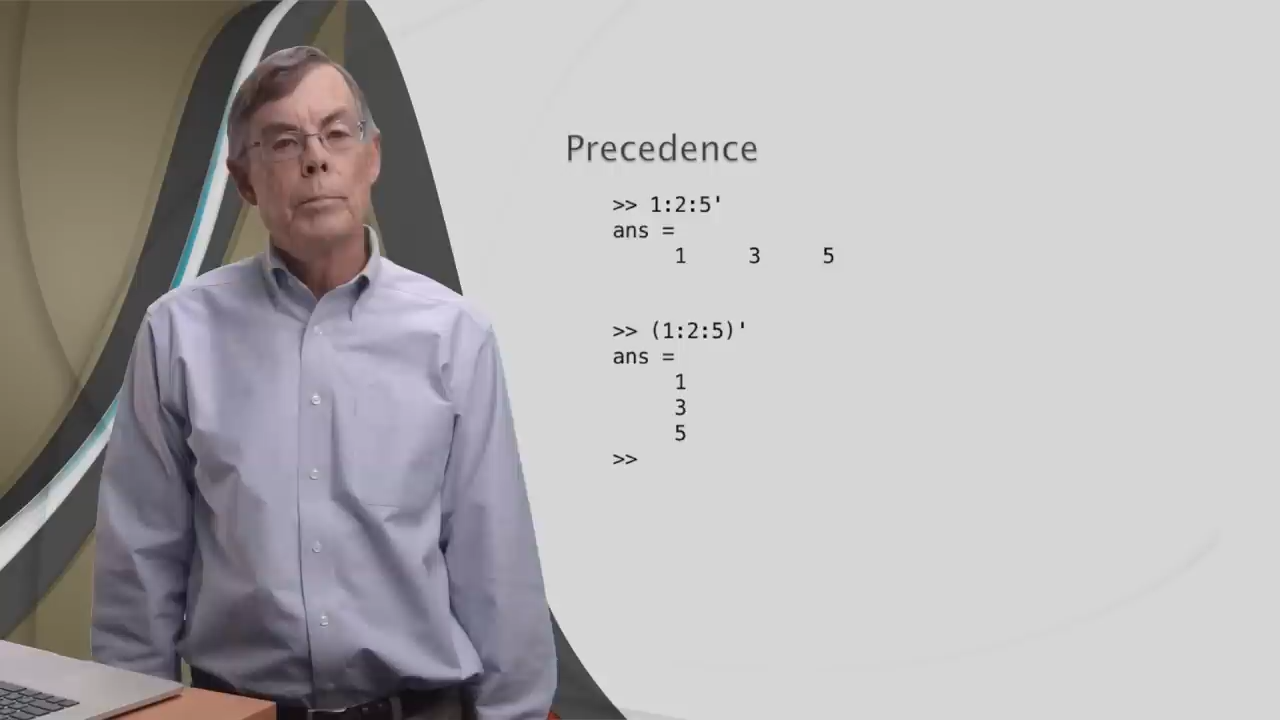 Precedence
>> 1:2:5'
ans =
1 3 5
>> (1:2:5)'
ans =
1
3
5
>>